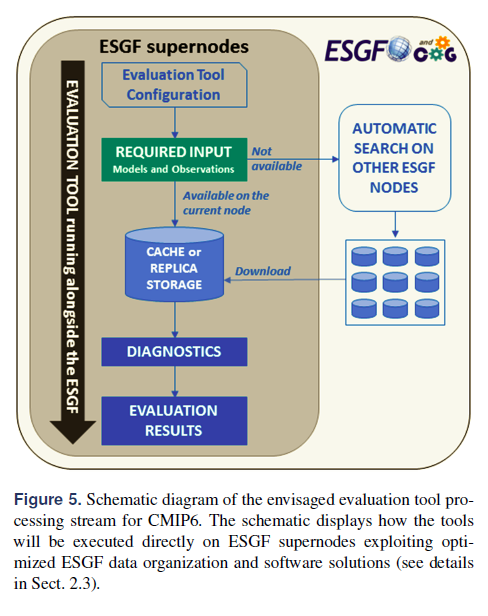 ESGF supernodes
ESGF and COG
EVALUATION TOOL running alongside the ESGF
Evaluation Tool
Configuration
REQUIRED INPUT
Models and Observations
Not
available
AUTOMATIC
SEARCH ON
OTHER ESGF
NODES
Available on the
current node
CACHE or
REPLICA
STORAGE
Download
DIAGNOSTICS
EVALUATION
RESULTS
Figure 5. Schematic diagram of the envisaged evaluation tool pro-
cessing stream for CMIP6. The schematic displays how the tools
will be executed directly on ESGF supernodes exploiting opti-
mized ESGF data organization and software solutions (see details
in Sect. 2.3).